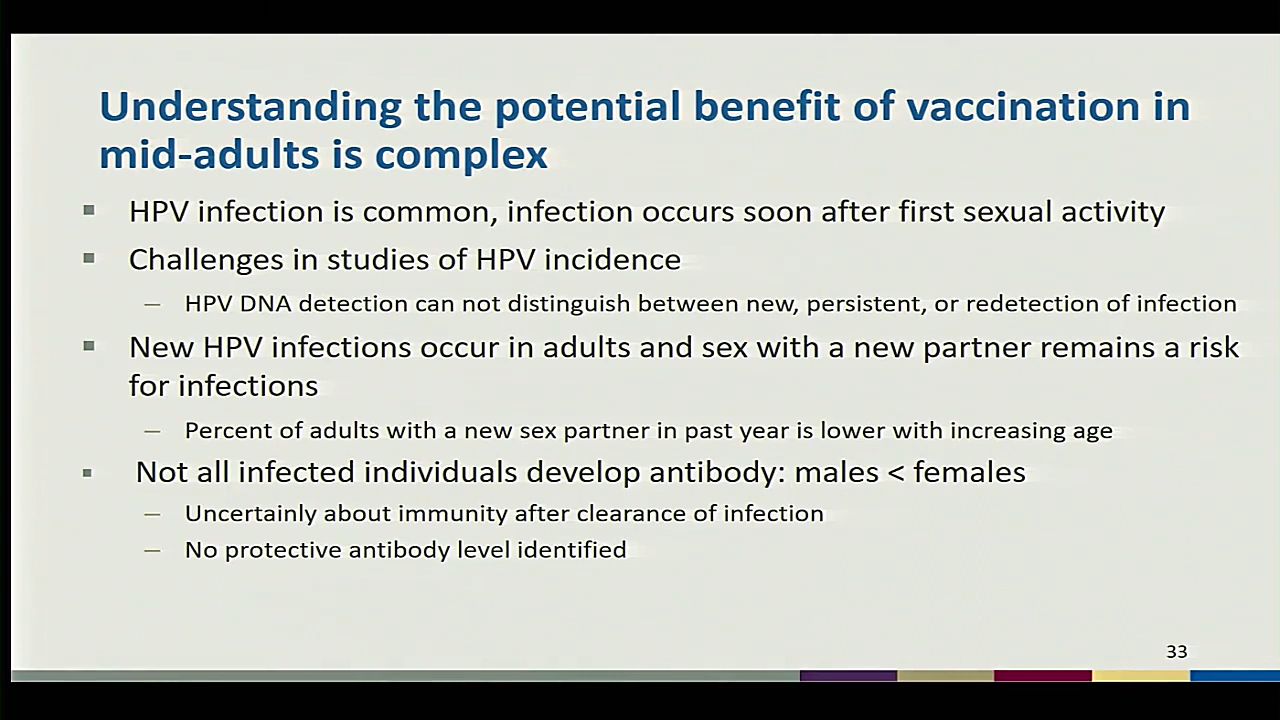 Understanding the potential benefit of vaccination in
mid-adults is complex
▪ HPV infection is common, infection occurs soon after first sexual activity
▪ Challenges in studies of HPV incidence
– HPV DNA detection can not distinguish between new, persistent, or redetection of infection
▪ New HPV infections occur in adults and sex with a new partner remains a risk
for infections
– Percent of adults with a new sex partner in past year is lower with increasing age
▪ Not all infected individuals develop antibody: males < females
– Uncertainly about immunity after clearance of infection
– No protective antibody level identified
33